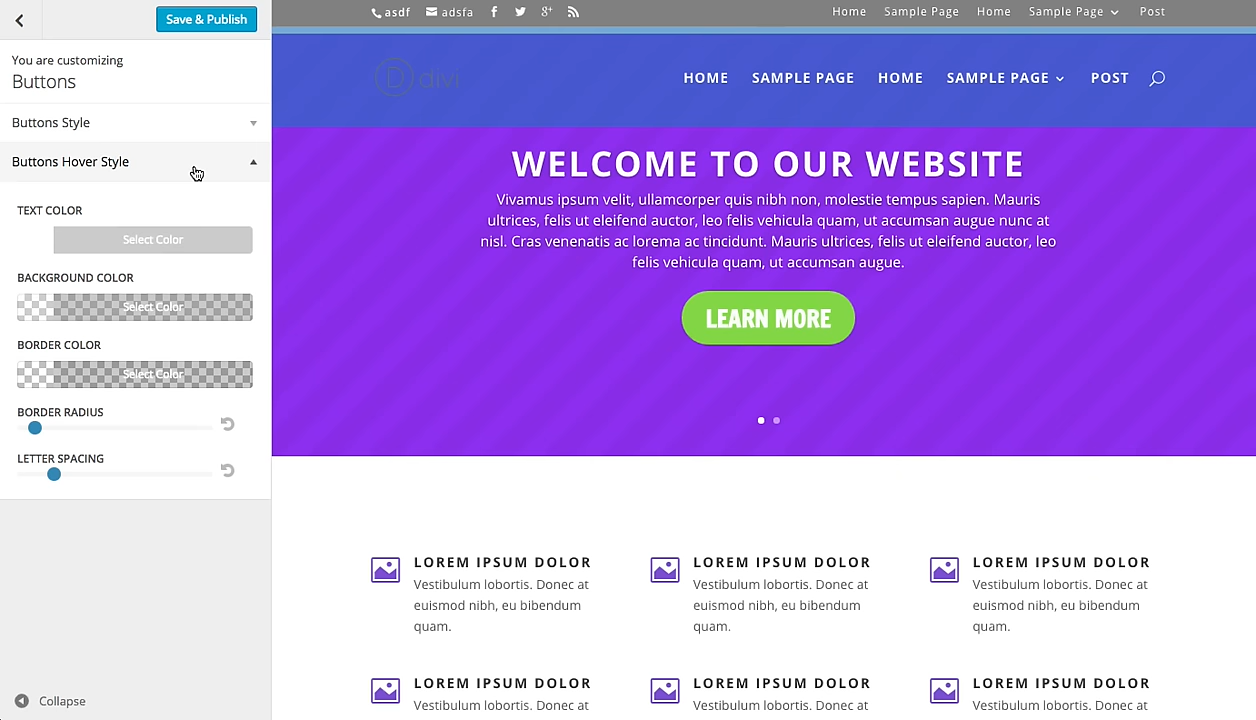 Save & Publish
You are customizing
Buttons
Buttons Style
Buttons Hover Style
TEXT COLOR
Select Color
BACKGROUND COLOR
Select Color
BORDER COLOR
Select Color
BORDER RADIUS
LETTER SPACING
Collapse
asdf adsfa Home Sample Page Home Sample Page Post
divi HOME SAMPLE PAGE HOME SAMPLE PAGE POST
WELCOME TO OUR WEBSITE
Vivamus ipsum velit, ullamcorper quis nibh non, molestie tempus sapien. Mauris
ultrices, felis ut eleifend auctor, leo felis vehicula quam, ut accumsan augue nunc at
nisl. Cras venenatis ac lorema ac tincidunt. Mauris ultrices, felis ut eleifend auctor, leo
felis vehicula quam, ut accumsan augue.
LEARN MORE
LOREM IPSUM DOLOR
Vestibulum lobortis. Donec at
euismod nibh, eu bibendum
quam.
LOREM IPSUM DOLOR
Vestibulum lobortis. Donec at
euismod nibh, eu bibendum
quam.
LOREM IPSUM DOLOR
Vestibulum lobortis. Donec at
euismod nibh, eu bibendum
quam.
LOREM IPSUM DOLOR
Vestibulum lobortis. Donec at
LOREM IPSUM DOLOR
Vestibulum lobortis. Donec at
LOREM IPSUM DOLOR
Vestibulum lobortis. Donec at